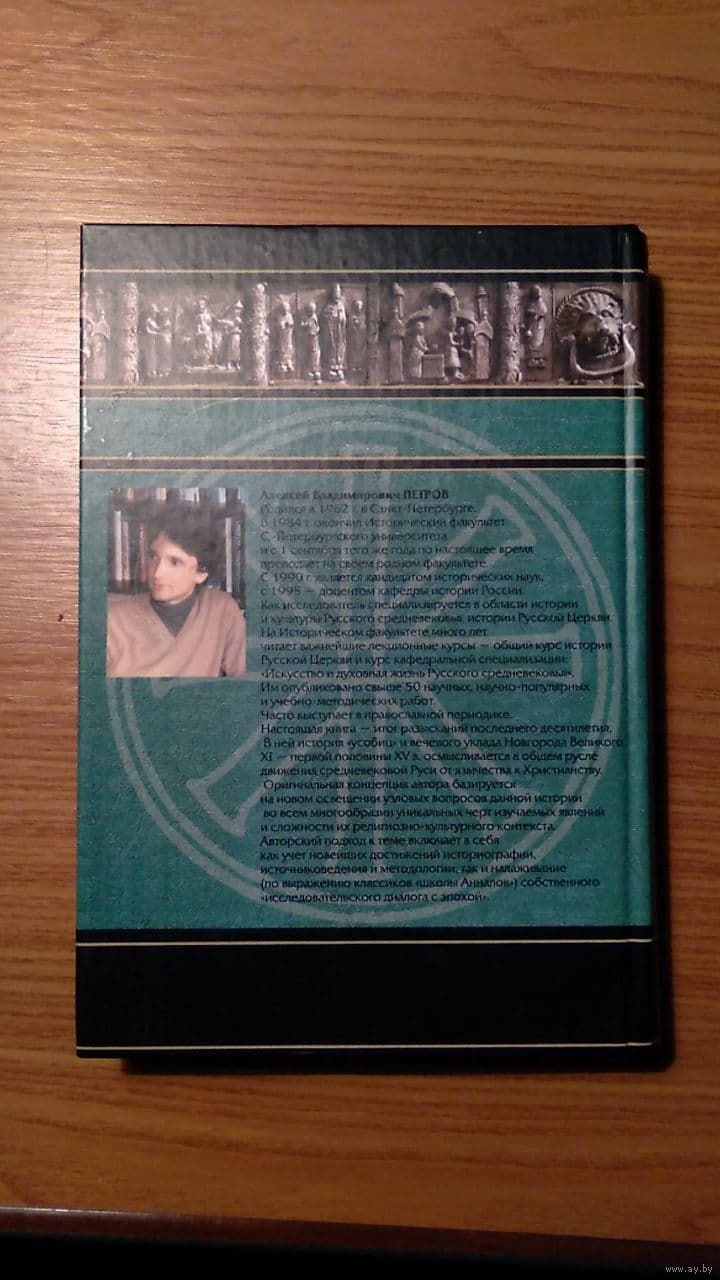 Алексей Владимирович ПЕТРОВ
Родился в 1962 г. в Санкт-Петербурге.
В 1984 г. окончил Исторический факультет
С.-Петербургского университета
и с 1 сентября того же года по настоящее время
преподает на своем родном факультете.
С 1990 г. является кандидатом исторических наук,
с 1998 — доцентом кафедры истории России.
Как исследователь специализируется в области истории
и культуры Русского средневековья, истории Русской Церкви.
На Историческом факультете много лет
читает важнейшие лекционные курсы — общий курс истории
Русской Церкви и курс кафедральной специализации:
«Искусство и духовная жизнь Русского средневековья».
Им опубликовано свыше 50 научных, научно-популярных
и учебно-методических работ.
Часто выступает в православной периодике.
Настоящая книга — итог разысканий последнего десятилетия.
В ней история «усобиц» и вечевого уклада Новгорода Великого
XI — первой половины XV в. осмысливается в общем русле
движения средневековой Руси от язычества к Христианству.
Оригинальная концепция автора базируется
на новом освещении узловых вопросов данной истории
во всем многообразии уникальных черт изучаемых явлений
и сложности их религиозно-культурного контекста.
Авторский подход к теме включает в себя
как учет новейших достижений историографии,
источниковедения и методологии, так и налаживание
(по выражению классиков «школы Анналов») собственного
«исследовательского диалога с эпохой».
www.ay.by